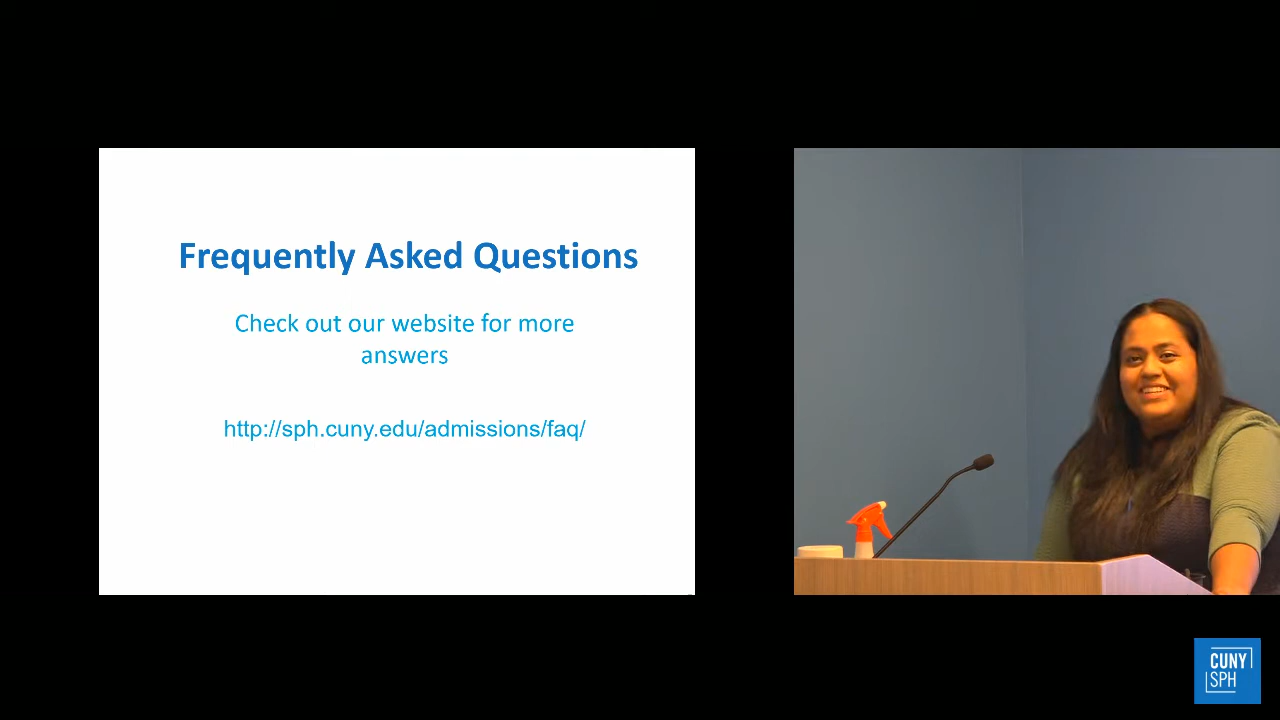 Frequently Asked Questions
Check out our website for more
answers
http://sph.cuny.edu/admissions/faq/
CUNY
SPH